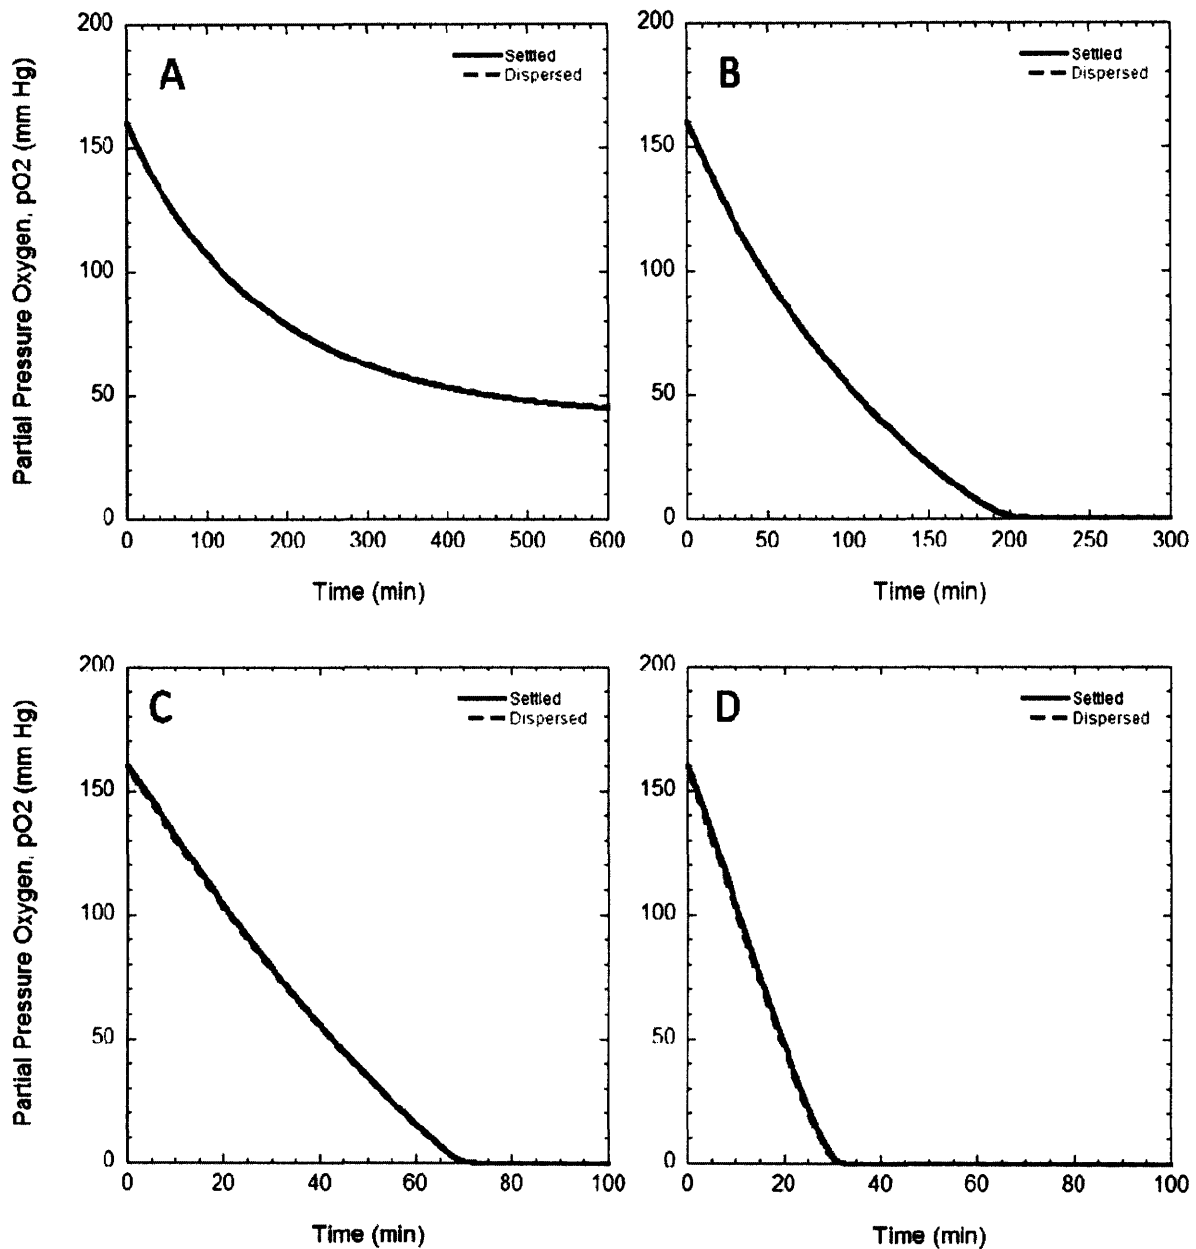 200
A
Settled
Dispersed
150
100
50
0
0 100 200 300 400 500 600
Partial Pressure Oxygen, pO2 (mm Hg)
Time (min)
200
B
Settled
Dispersed
150
100
50
0
0 50 100 150 200 250 300
Time (min)
200
C
Settled
Dispersed
150
100
50
0
0 20 40 60 80 100
Partial Pressure Oxygen, pO2 (mm Hg)
Time (min)
200
D
Settled
Dispersed
150
100
50
0
0 20 40 60 80 100
Time (min)